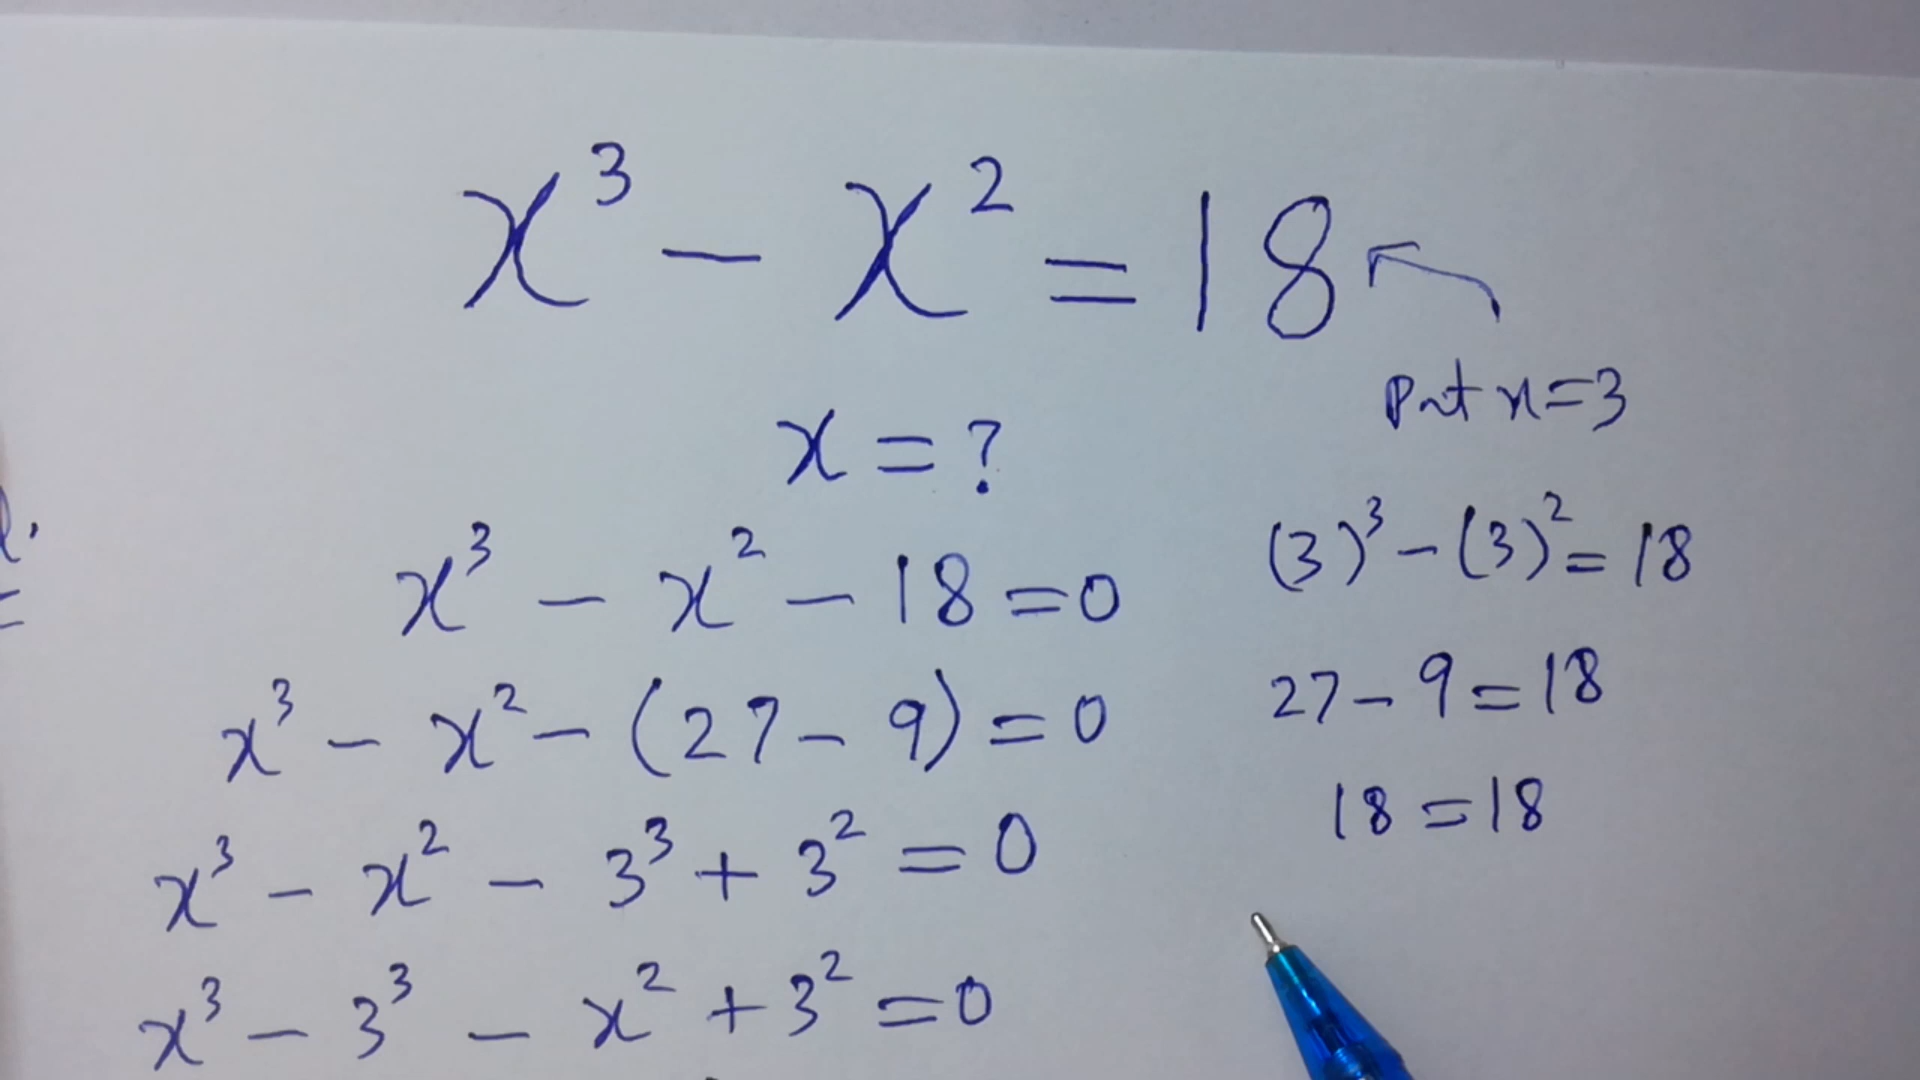 x³ - x² = 18
x = ?
x³ - x² - 18 = 0
x³ - x² - (27 - 9) = 0
x³ - x² - 3³ + 3² = 0
x³ - 3³ - x² + 3² = 0
Put x = 3
(3)³ - (3)² = 18
27 - 9 = 18
18 = 18